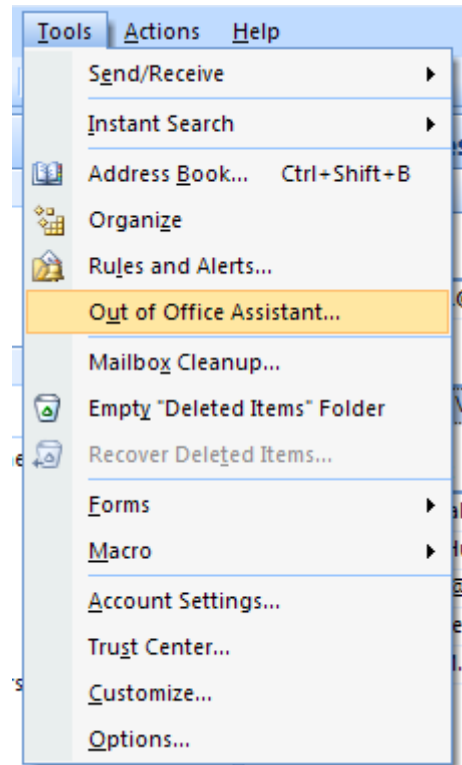 Tools Actions Help
Send/Receive
Instant Search
Address Book... Ctrl+Shift+B
Organize
Rules and Alerts...
Out of Office Assistant...
Mailbox Cleanup...
Empty "Deleted Items" Folder
Recover Deleted Items...
Forms
Macro
Account Settings...
Trust Center...
Customize...
Options...